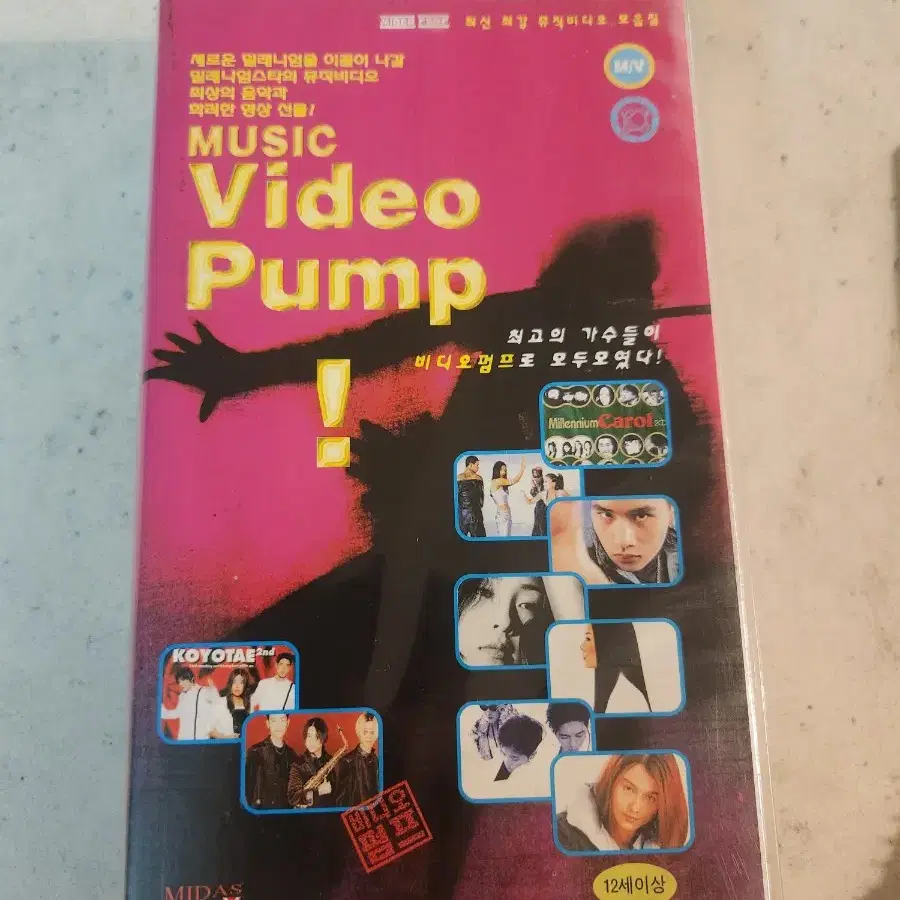 최신 최강 뮤직비디오 모음집
M/V
새로운 밀레니엄을 이끌어 나갈
밀레니엄스타의 뮤직비디오
최상의 음악과
화려한 영상 선물!
MUSIC
Video
Pump
!
최고의 가수들이
비디오펌프로 모두모였다!
Millennium Carol
KOYOTAE 2nd
비디오
펌프
MIDAS
12세이상